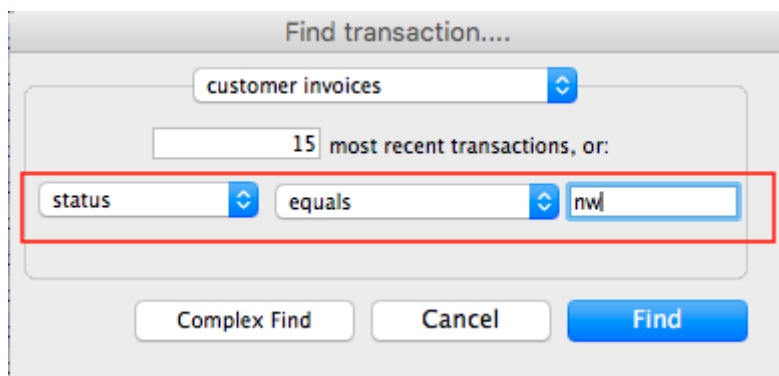 Find transaction....
customer invoices
15 most recent transactions, or:
status equals nw
Complex Find Cancel Find